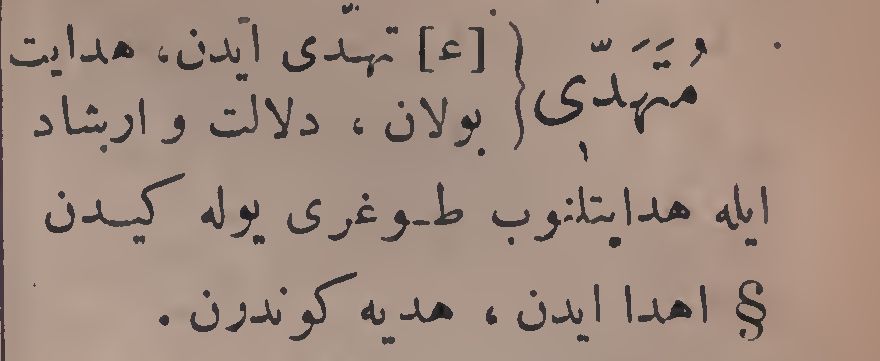 مُتَهَدِّی { [ع] تهدّی ایدن، هدایت
بولان ، دلالت و ارشاد
ایله هدایتلنوب طوغری یوله کیدن
§ اهدا ایدن ، هدیه کوندرن .